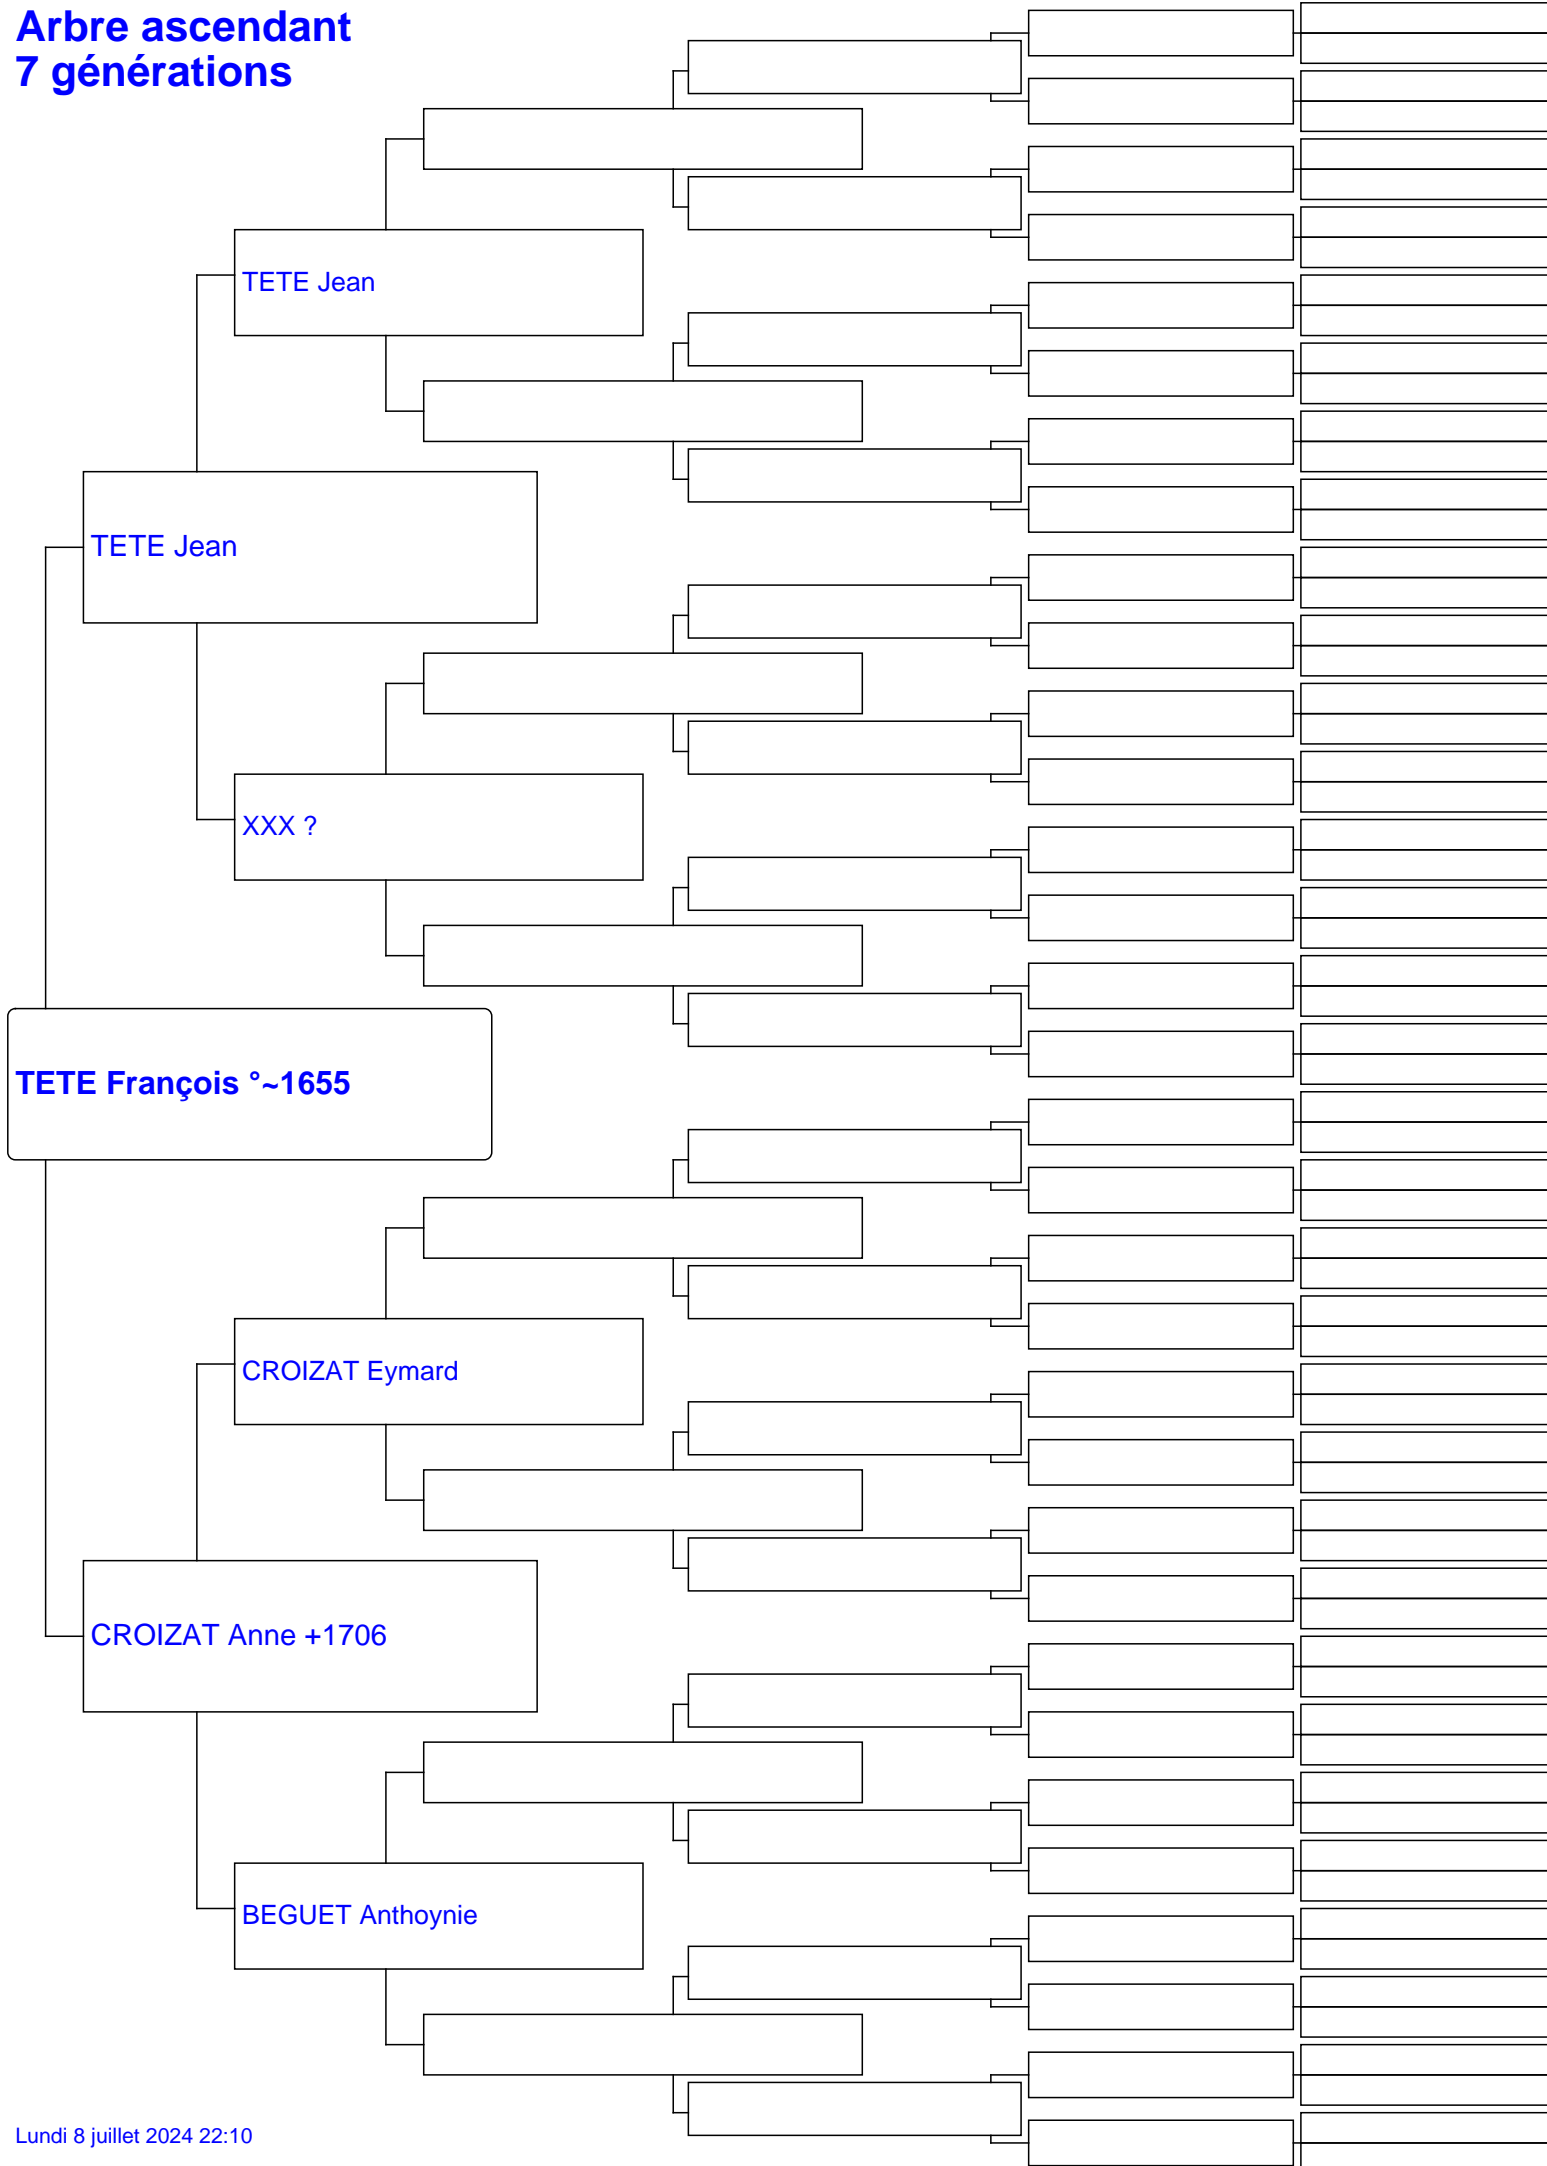 Arbre ascendant
7 générations
TETE Jean
TETE Jean
XXX ?
TETE François °~1655
CROIZAT Eymard
CROIZAT Anne +1706
BEGUET Anthoynie
Lundi 8 juillet 2024 22:10